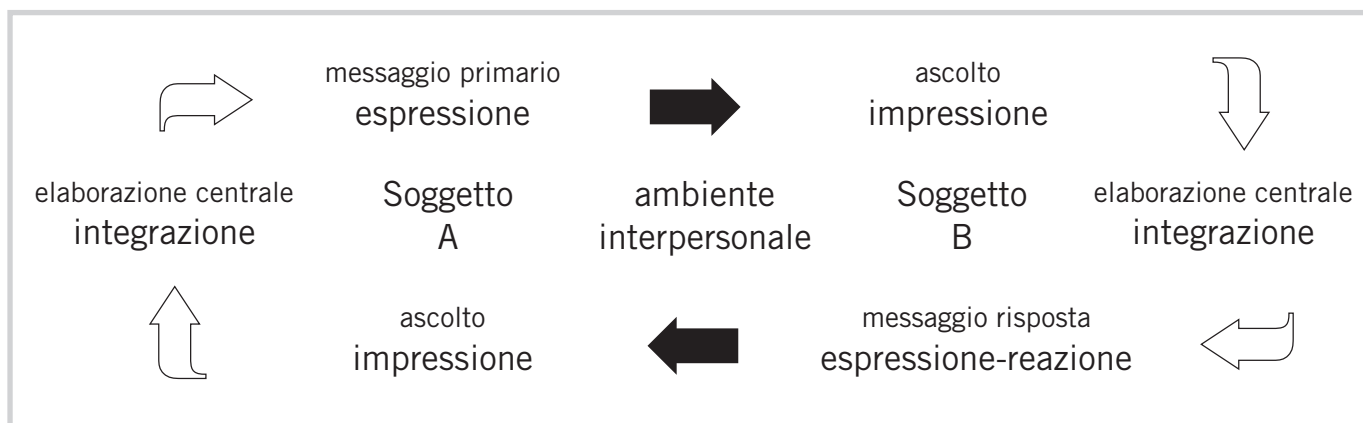 messaggio primario
espressione
ascolto
impressione
elaborazione centrale
integrazione
Soggetto
A
ambiente
interpersonale
Soggetto
B
elaborazione centrale
integrazione
ascolto
impressione
messaggio risposta
espressione-reazione